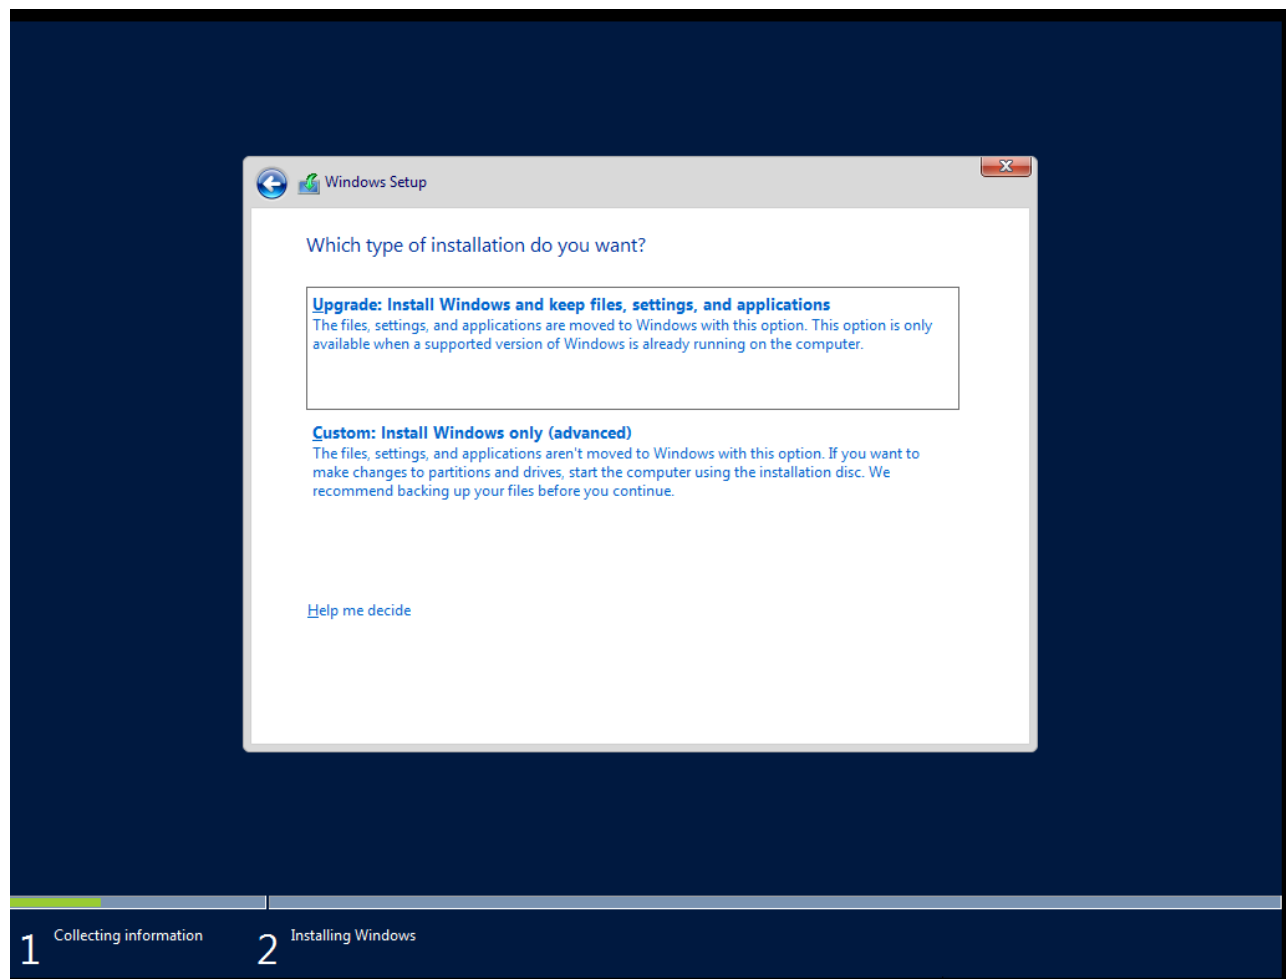 Windows Setup
Which type of installation do you want?
Upgrade: Install Windows and keep files, settings, and applications
The files, settings, and applications are moved to Windows with this option. This option is only
available when a supported version of Windows is already running on the computer.
Custom: Install Windows only (advanced)
The files, settings, and applications aren't moved to Windows with this option. If you want to
make changes to partitions and drives, start the computer using the installation disc. We
recommend backing up your files before you continue.
Help me decide
1 Collecting information
2 Installing Windows